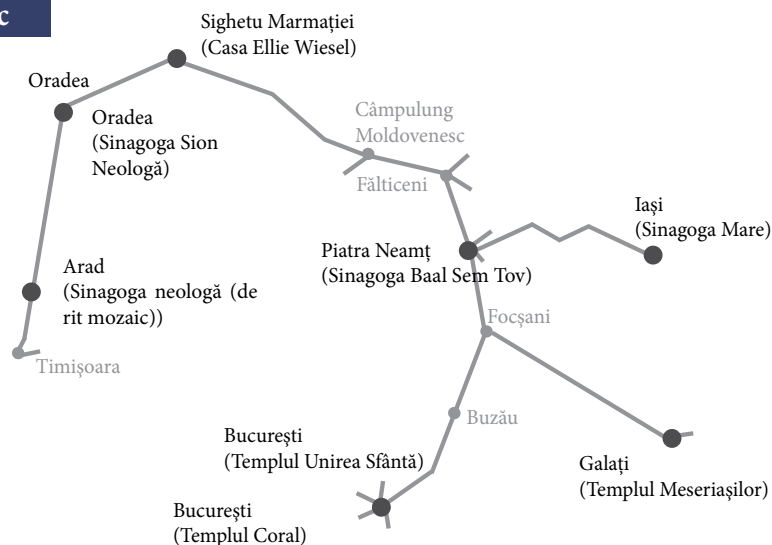 c
Sighetu Marmației
(Casa Ellie Wiesel)
Oradea
Oradea
(Sinagoga Sion
Neologă)
Câmpulung
Moldovenesc
Fălticeni
Iași
(Sinagoga Mare)
Piatra Neamț
(Sinagoga Baal Sem Tov)
Arad
(Sinagoga neologă (de
rit mozaic))
Focșani
Timișoara
Buzău
București
(Templul Unirea Sfântă)
Galați
(Templul Meseriașilor)
București
(Templul Coral)